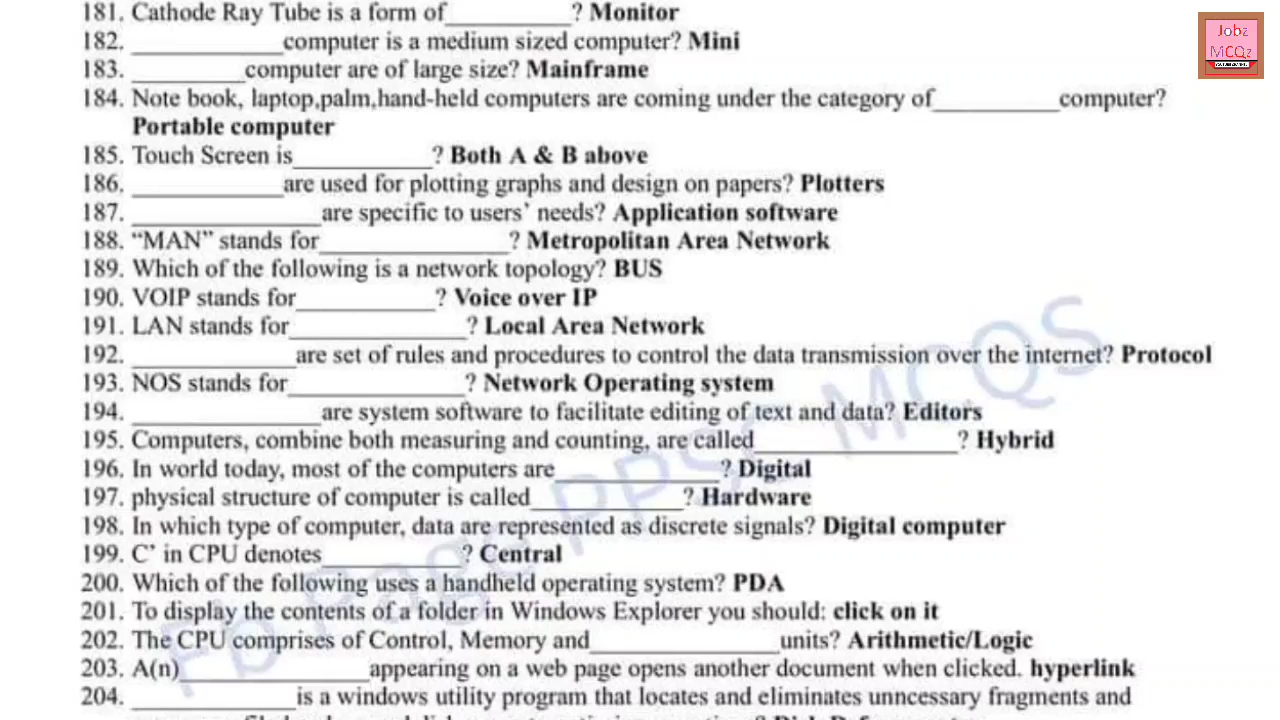 181. Cathode Ray Tube is a form of__________? Monitor
182. ____________computer is a medium sized computer? Mini
183. _________computer are of large size? Mainframe
184. Note book, laptop,palm,hand-held computers are coming under the category of__________computer?
Portable computer
185. Touch Screen is___________? Both A & B above
186. ____________are used for plotting graphs and design on papers? Plotters
187. _______________are specific to users’ needs? Application software
188. “MAN” stands for_______________? Metropolitan Area Network
189. Which of the following is a network topology? BUS
190. VOIP stands for___________? Voice over IP
191. LAN stands for______________? Local Area Network
192. _____________are set of rules and procedures to control the data transmission over the internet? Protocol
193. NOS stands for______________? Network Operating system
194. _______________are system software to facilitate editing of text and data? Editors
195. Computers, combine both measuring and counting, are called________________? Hybrid
196. In world today, most of the computers are_____________? Digital
197. physical structure of computer is called____________? Hardware
198. In which type of computer, data are represented as discrete signals? Digital computer
199. C’ in CPU denotes___________? Central
200. Which of the following uses a handheld operating system? PDA
201. To display the contents of a folder in Windows Explorer you should: click on it
202. The CPU comprises of Control, Memory and_______________units? Arithmetic/Logic
203. A(n)_______________appearing on a web page opens another document when clicked. hyperlink
204. _____________is a windows utility program that locates and eliminates unncessary fragments and
Jobz
MCQz
Fb Page PPSC MCQS